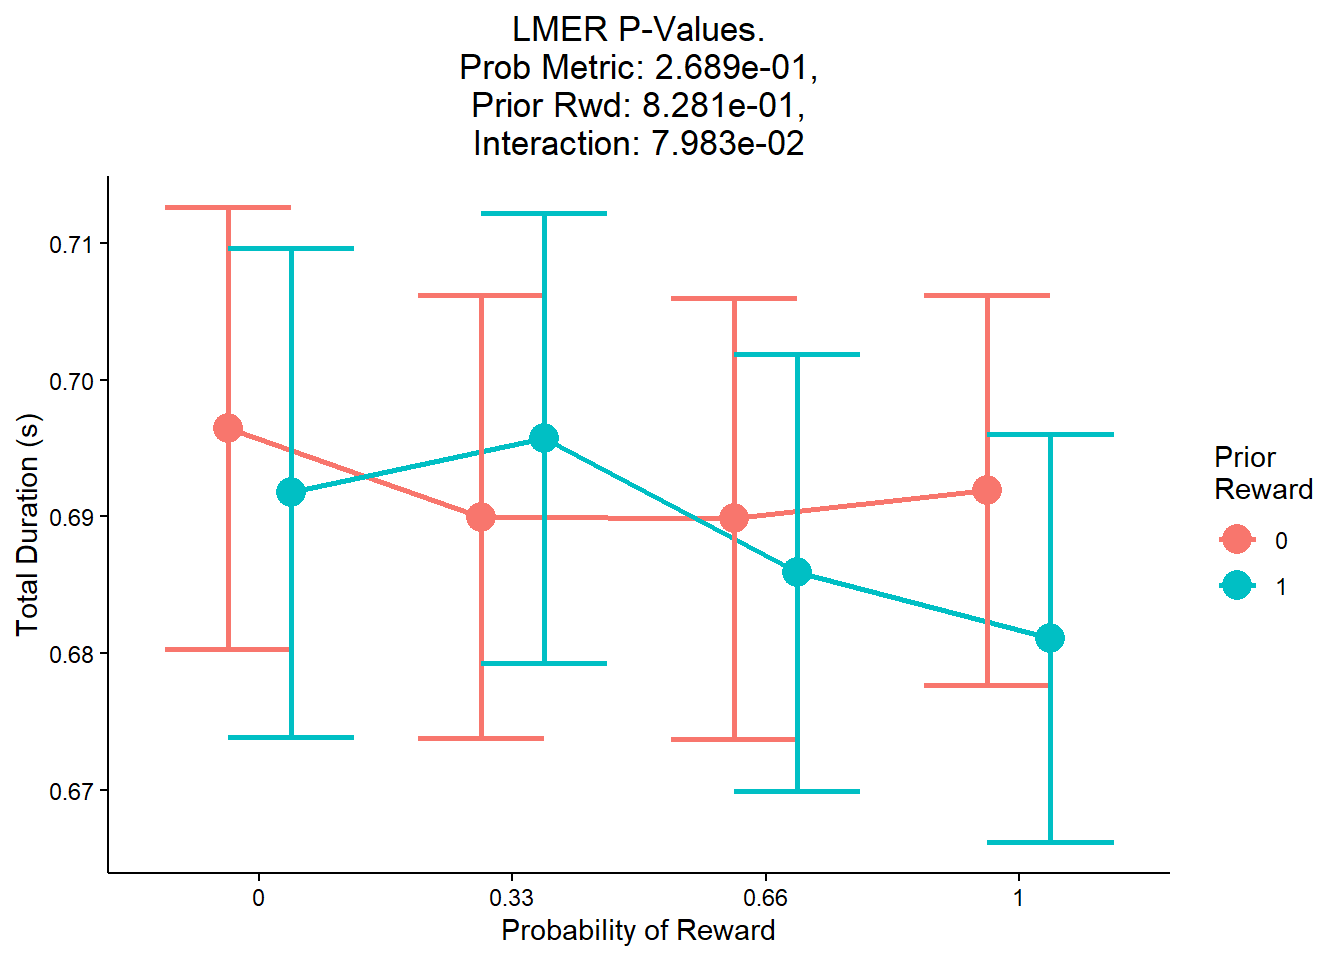 LMER P-Values.
Prob Metric: 2.689e-01,
Prior Rwd: 8.281e-01,
Interaction: 7.983e-02
Total Duration (s)
0.71
0.70
0.69
0.68
0.67
0
0.33
0.66
1
Probability of Reward
Prior
Reward
0
1